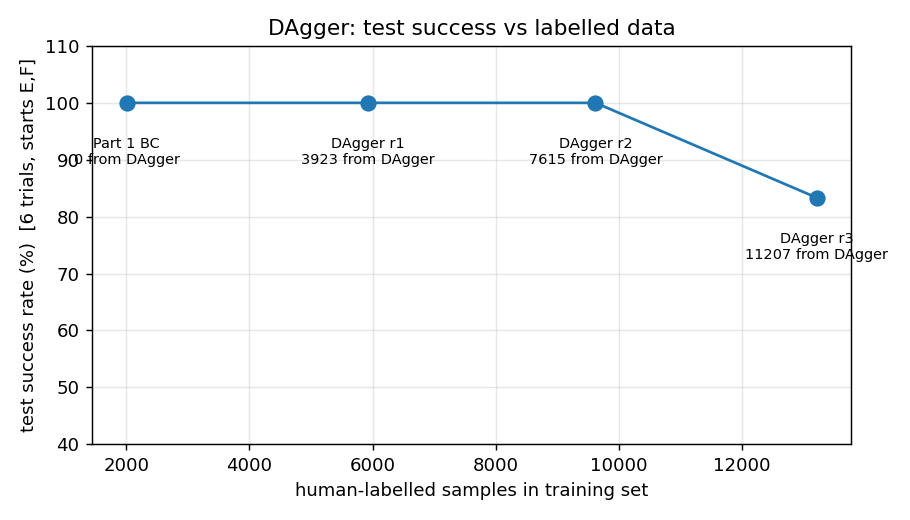 DAgger: test success vs labelled data
test success rate (%)  [6 trials, starts E,F]
110
100
90
80
70
60
50
40
Part 1 BC
0 from DAgger
DAgger r1
3923 from DAgger
DAgger r2
7615 from DAgger
DAgger r3
11207 from DAgger
2000
4000
6000
8000
10000
12000
human-labelled samples in training set